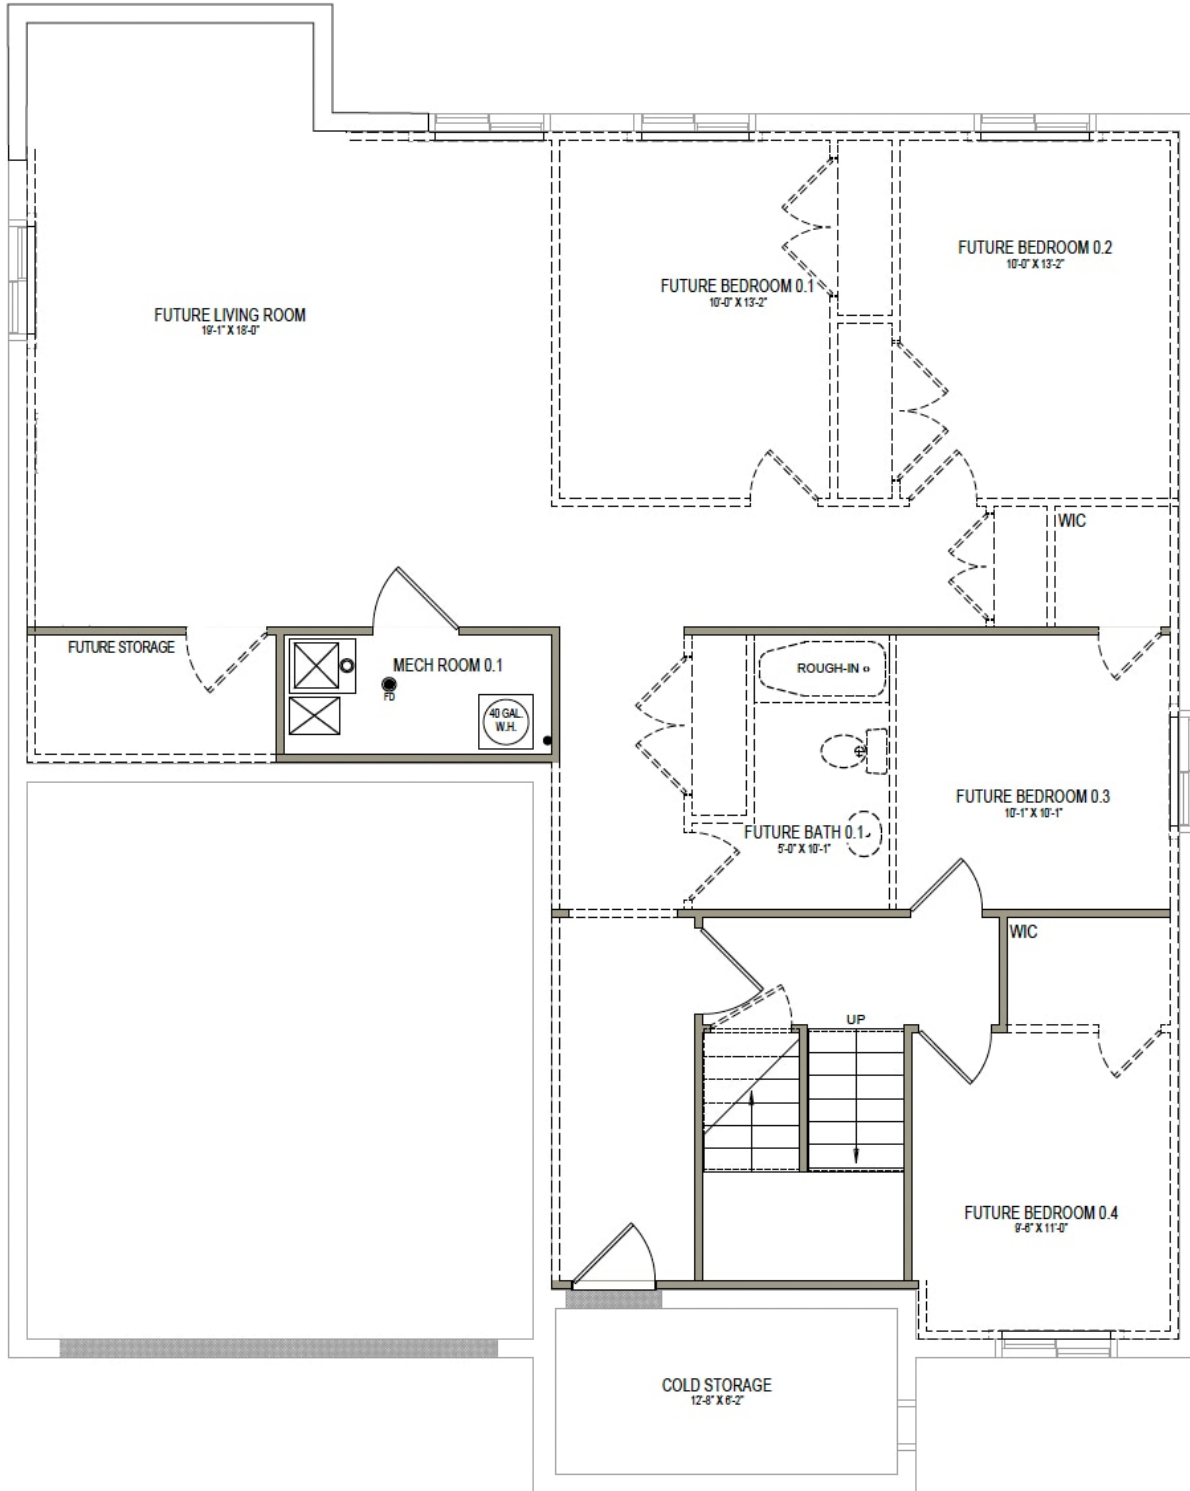 FUTURE BEDROOM 0.2
10'-0" X 13'-2"
FUTURE BEDROOM 0.1
10'-0" X 13'-2"
FUTURE LIVING ROOM
19'-1" X 18'-0"
WIC
FUTURE STORAGE
MECH ROOM 0.1
FD
40 GAL.
W.H.
ROUGH-IN
FUTURE BEDROOM 0.3
10'-1" X 10'-1"
FUTURE BATH 0.1
5'-0" X 10'-1"
WIC
UP
FUTURE BEDROOM 0.4
9'-6" X 11'-0"
COLD STORAGE
12'-8" X 6'-2"